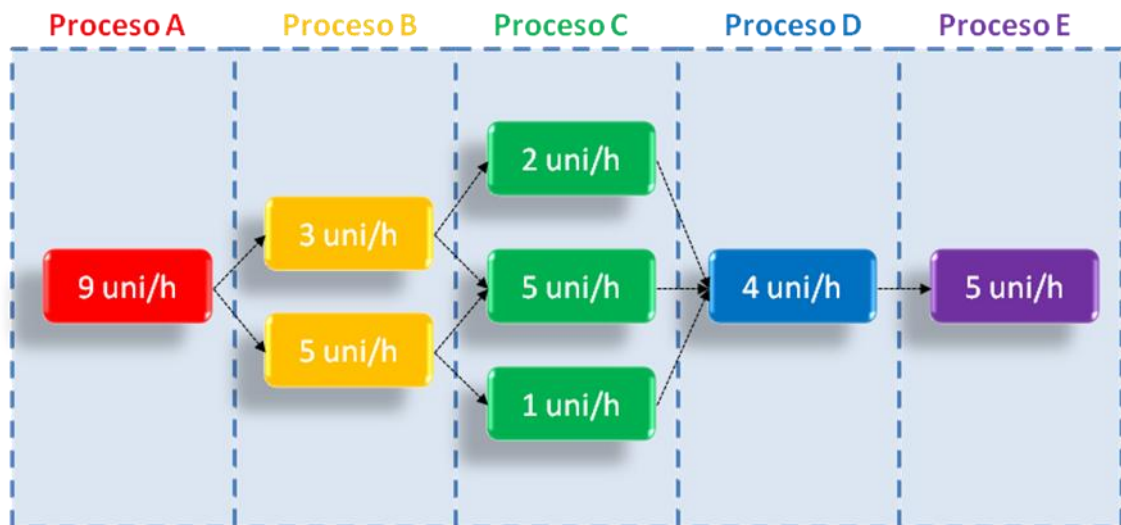 Proceso A
Proceso B
Proceso C
Proceso D
Proceso E
9 uni/h
3 uni/h
5 uni/h
2 uni/h
5 uni/h
1 uni/h
4 uni/h
5 uni/h